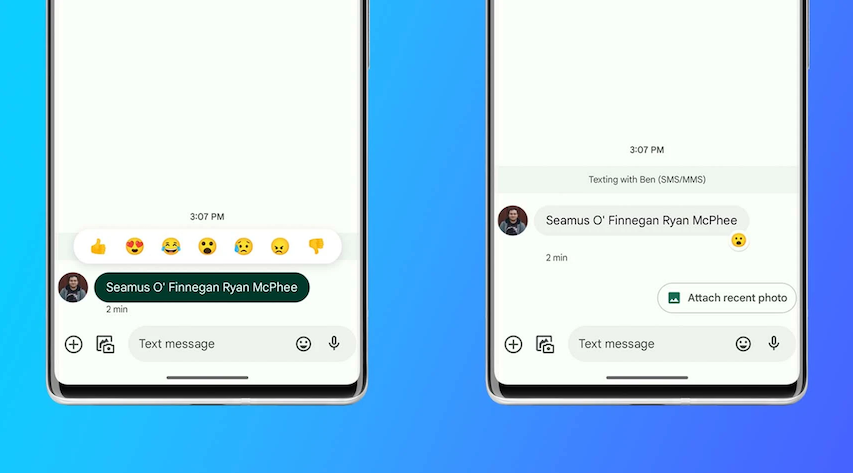 3:07 PM
Seamus O' Finnegan Ryan McPhee
2 min
Text message
3:07 PM
Texting with Ben (SMS/MMS)
Seamus O' Finnegan Ryan McPhee
2 min
Attach recent photo
Text message